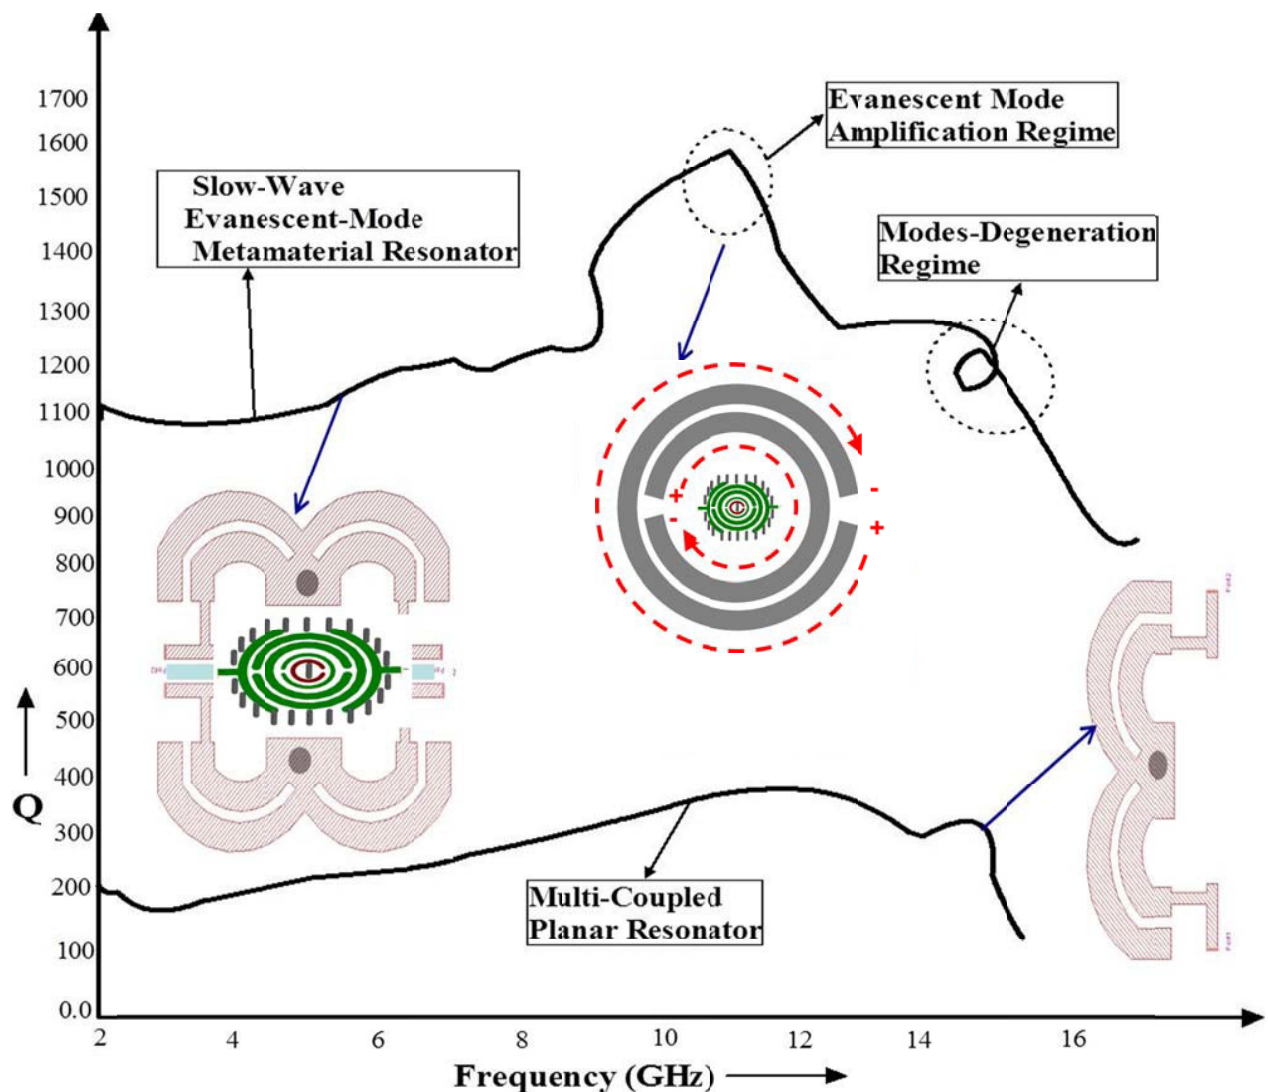 1700
1600
1500
1400
1300
1200
1100
1000
900
800
700
600
500
400
300
200
100
0.0
Q
Slow-Wave
Evanescent-Mode
Metamaterial Resonator
Evanescent Mode
Amplification Regime
Modes-Degeneration
Regime
+
-
-
+
Multi-Coupled
Planar Resonator
2 4 6 8 10 12 14 16
Frequency (GHz)